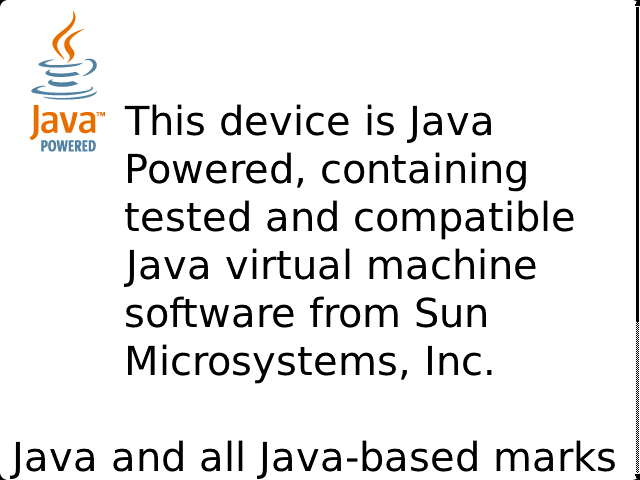 Java™
POWERED
This device is Java
Powered, containing
tested and compatible
Java virtual machine
software from Sun
Microsystems, Inc.
Java and all Java-based marks